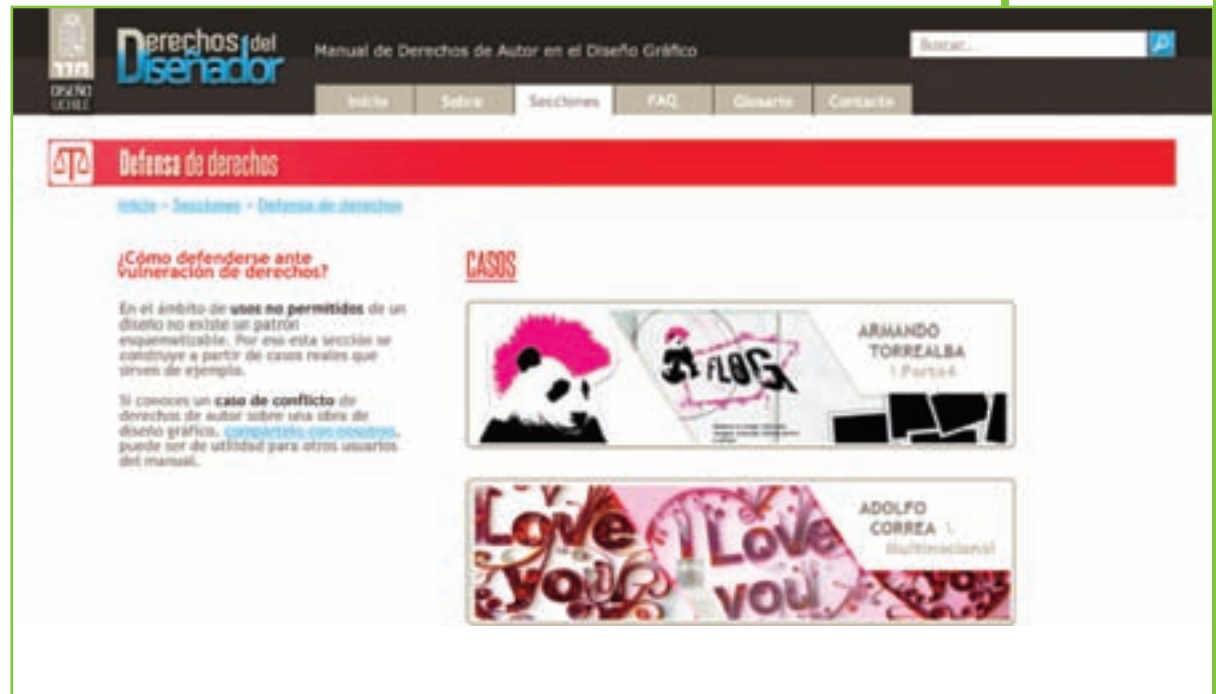 DISEÑO
UCHILE
Derechos del
Diseñador
Manual de Derechos de Autor en el Diseño Gráfico
Buscar...
Inicio
Sobre
Secciones
FAQ
Glosario
Contacto
Defensa de derechos
Inicio - Secciones - Defensa de derechos
¿Cómo defenderse ante
vulneración de derechos?
En el ámbito de usos no permitidos de un
diseño no existe un patrón
esquematizable. Por eso esta sección se
construye a partir de casos reales que
sirven de ejemplo.
Si conoces un caso de conflicto de
derechos de autor sobre una obra de
diseño gráfico, compártelo con nosotros,
puede ser de utilidad para otros usuarios
del manual.
CASOS
FLOG
ARMANDO
TORREALBA
\ Porta4
Love
you
I Love
you
ADOLFO
CORREA \
Multinacional